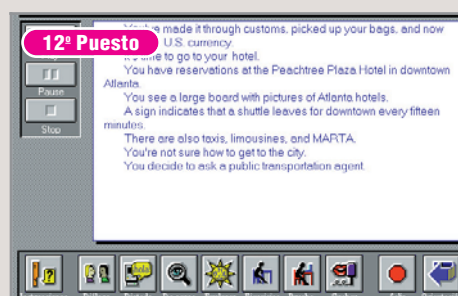 You've made it through customs, picked up your bags, and now
12º Puesto
U.S. currency.
It's time to go to your hotel.
You have reservations at the Peachtree Plaza Hotel in downtown
Atlanta.
You see a large board with pictures of Atlanta hotels.
A sign indicates that a shuttle leaves for downtown every fifteen
minutes.
There are also taxis, limousines, and MARTA.
You're not sure how to get to the city.
You decide to ask a public transportation agent.
Pause
Stop